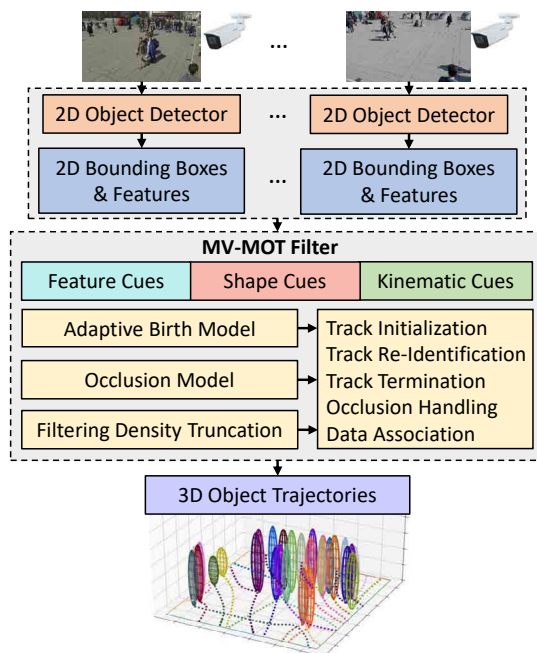 ...
2D Object Detector ... 2D Object Detector
2D Bounding Boxes
& Features
...
2D Bounding Boxes
& Features
MV-MOT Filter
Feature Cues Shape Cues Kinematic Cues
Adaptive Birth Model
Occlusion Model
Filtering Density Truncation
Track Initialization
Track Re-Identification
Track Termination
Occlusion Handling
Data Association
3D Object Trajectories